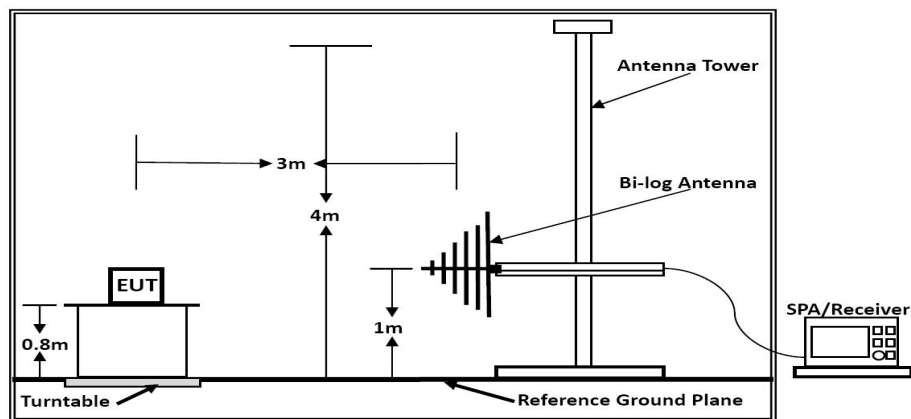 Antenna Tower
3m
Bi-log Antenna
4m
EUT
SPA/Receiver
1m
0.8m
Turntable
Reference Ground Plane